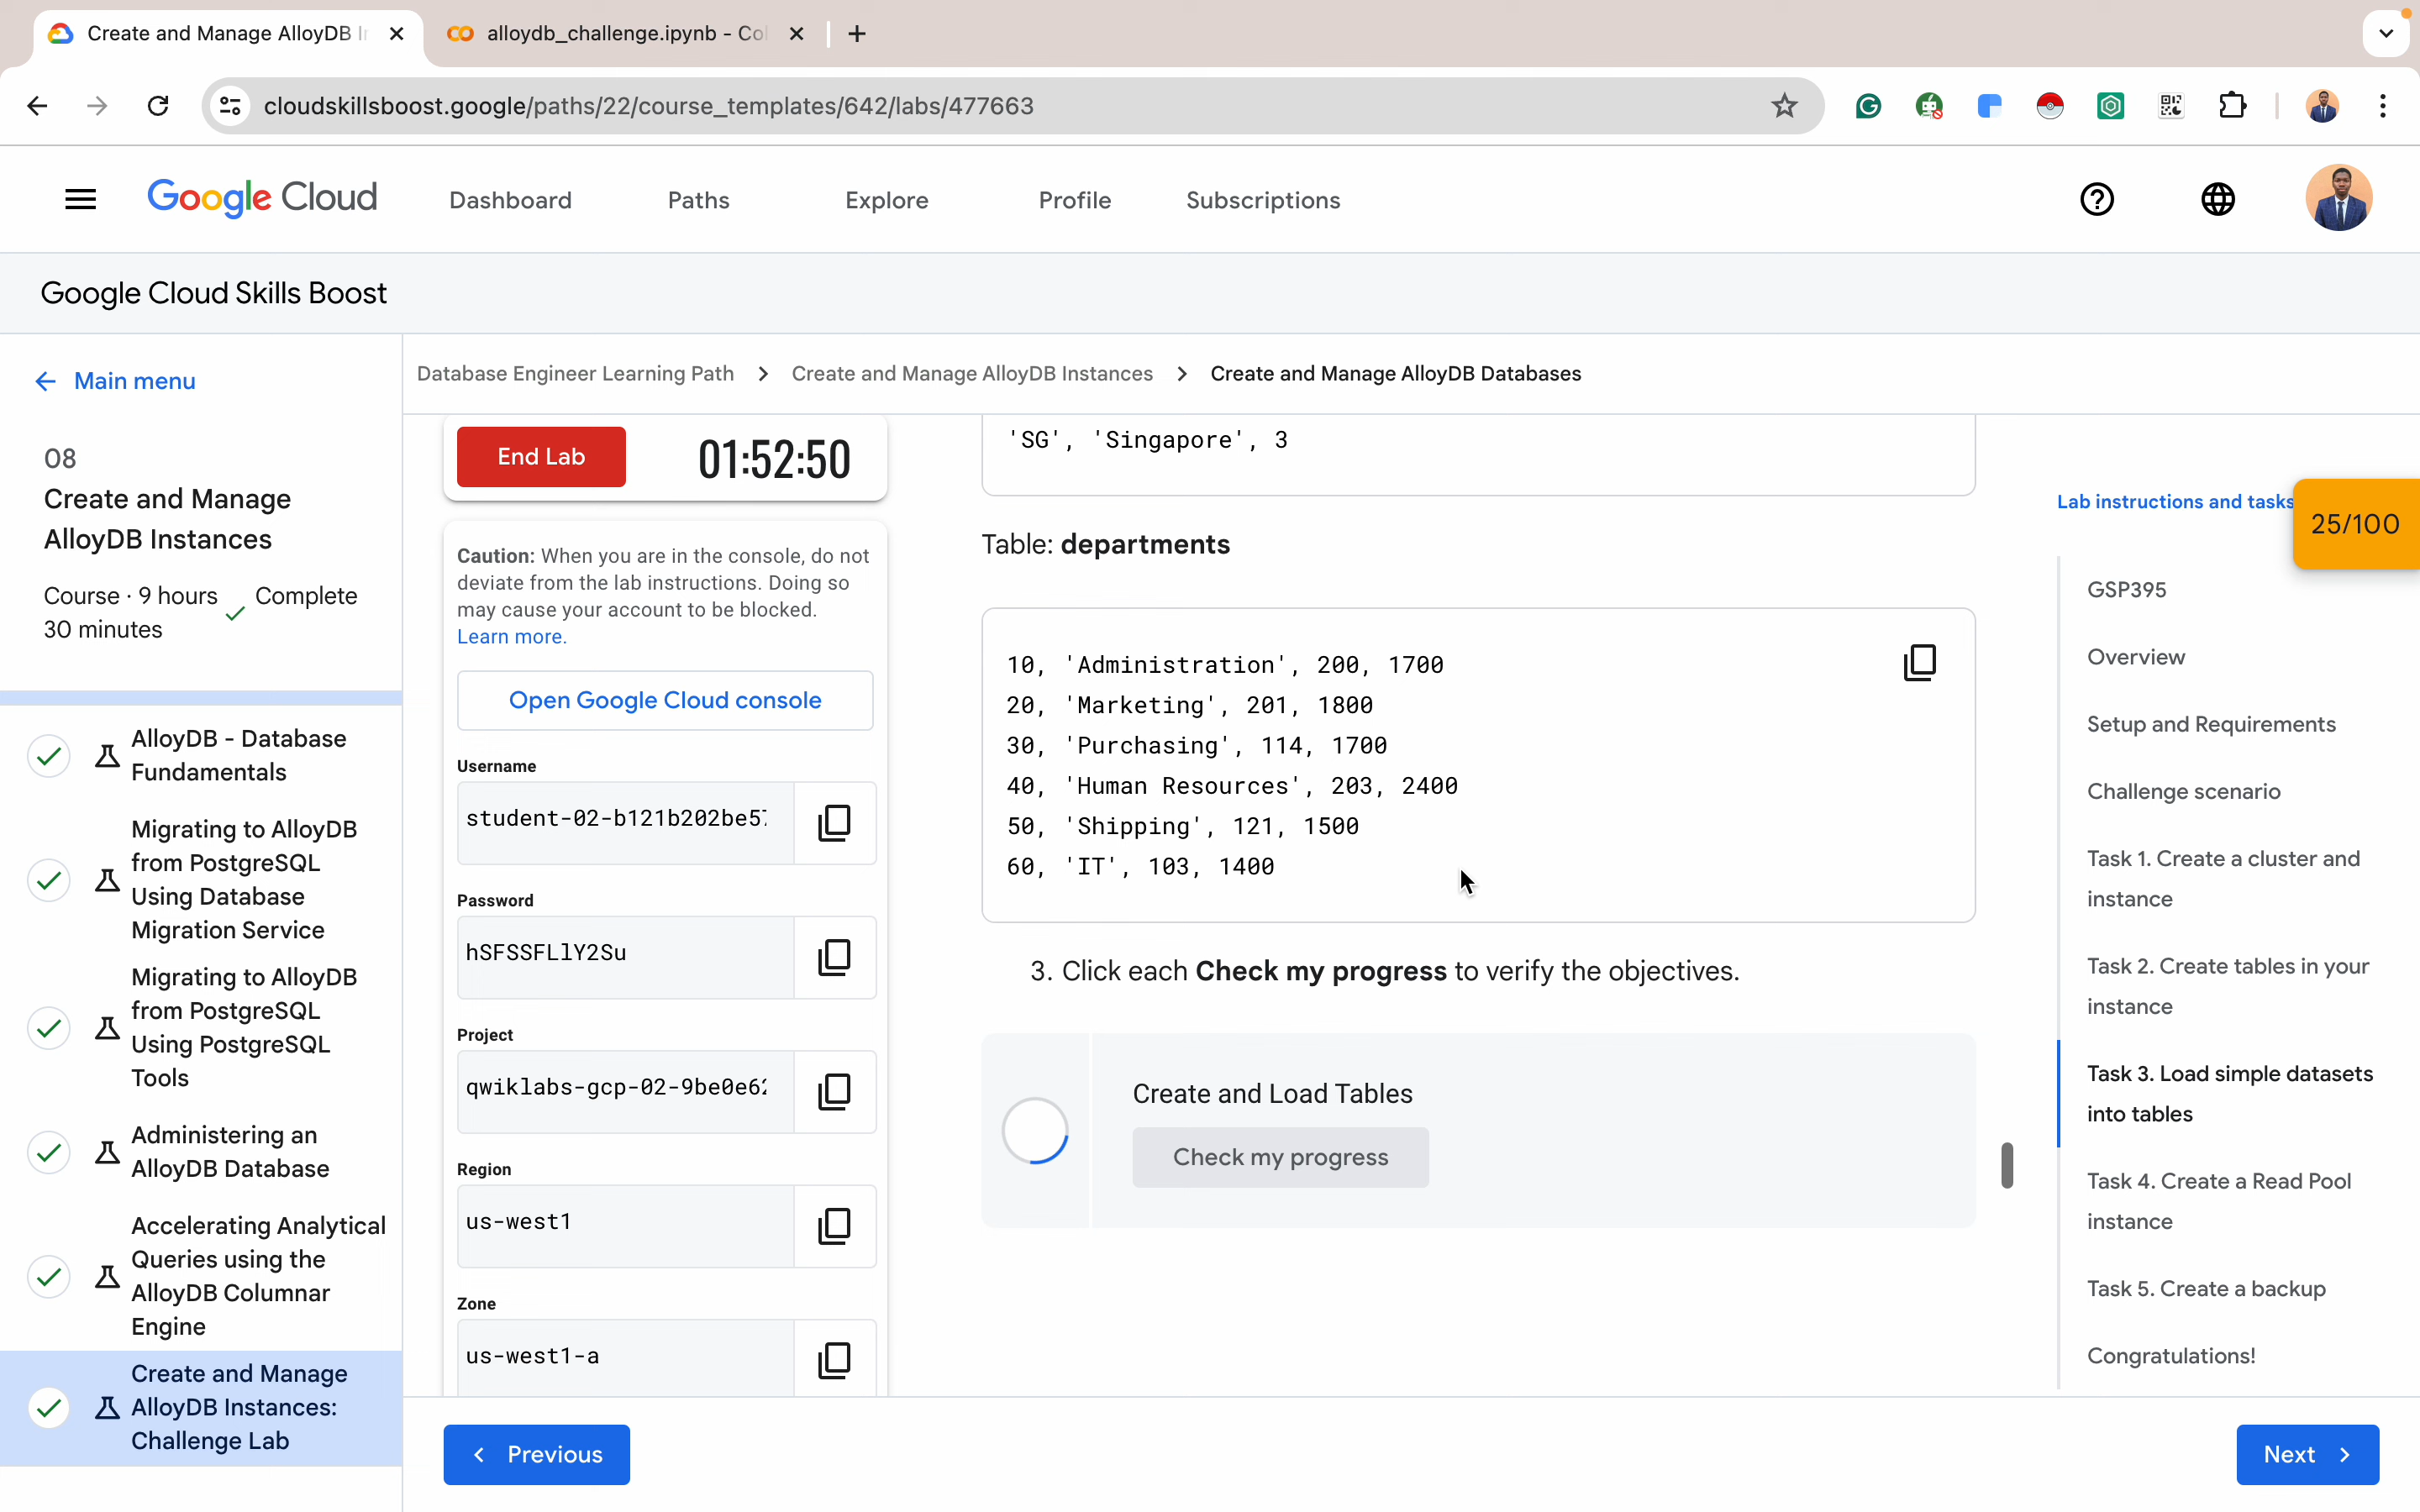 Create and Manage AlloyDB I
alloydb_challenge.ipynb - Co
cloudskillsboost.google/paths/22/course_templates/642/labs/477663
Google Cloud
Dashboard
Paths
Explore
Profile
Subscriptions
Google Cloud Skills Boost
Main menu
08
Create and Manage
AlloyDB Instances
Course · 9 hours
30 minutes
Complete
AlloyDB - Database
Fundamentals
Migrating to AlloyDB
from PostgreSQL
Using Database
Migration Service
Migrating to AlloyDB
from PostgreSQL
Using PostgreSQL
Tools
Administering an
AlloyDB Database
Accelerating Analytical
Queries using the
AlloyDB Columnar
Engine
Create and Manage
AlloyDB Instances:
Challenge Lab
Database Engineer Learning Path > Create and Manage AlloyDB Instances > Create and Manage AlloyDB Databases
End Lab
01:52:50
Caution: When you are in the console, do not
deviate from the lab instructions. Doing so
may cause your account to be blocked.
Learn more.
Open Google Cloud console
Username
student-02-b121b202be57
Password
hSFSSFLlY2Su
Project
qwiklabs-gcp-02-9be0e62
Region
us-west1
Zone
us-west1-a
'SG', 'Singapore', 3
Table: departments
10, 'Administration', 200, 1700
20, 'Marketing', 201, 1800
30, 'Purchasing', 114, 1700
40, 'Human Resources', 203, 2400
50, 'Shipping', 121, 1500
60, 'IT', 103, 1400
3. Click each Check my progress to verify the objectives.
Create and Load Tables
Check my progress
Lab instructions and tasks
25/100
GSP395
Overview
Setup and Requirements
Challenge scenario
Task 1. Create a cluster and
instance
Task 2. Create tables in your
instance
Task 3. Load simple datasets
into tables
Task 4. Create a Read Pool
instance
Task 5. Create a backup
Congratulations!
Previous
Next